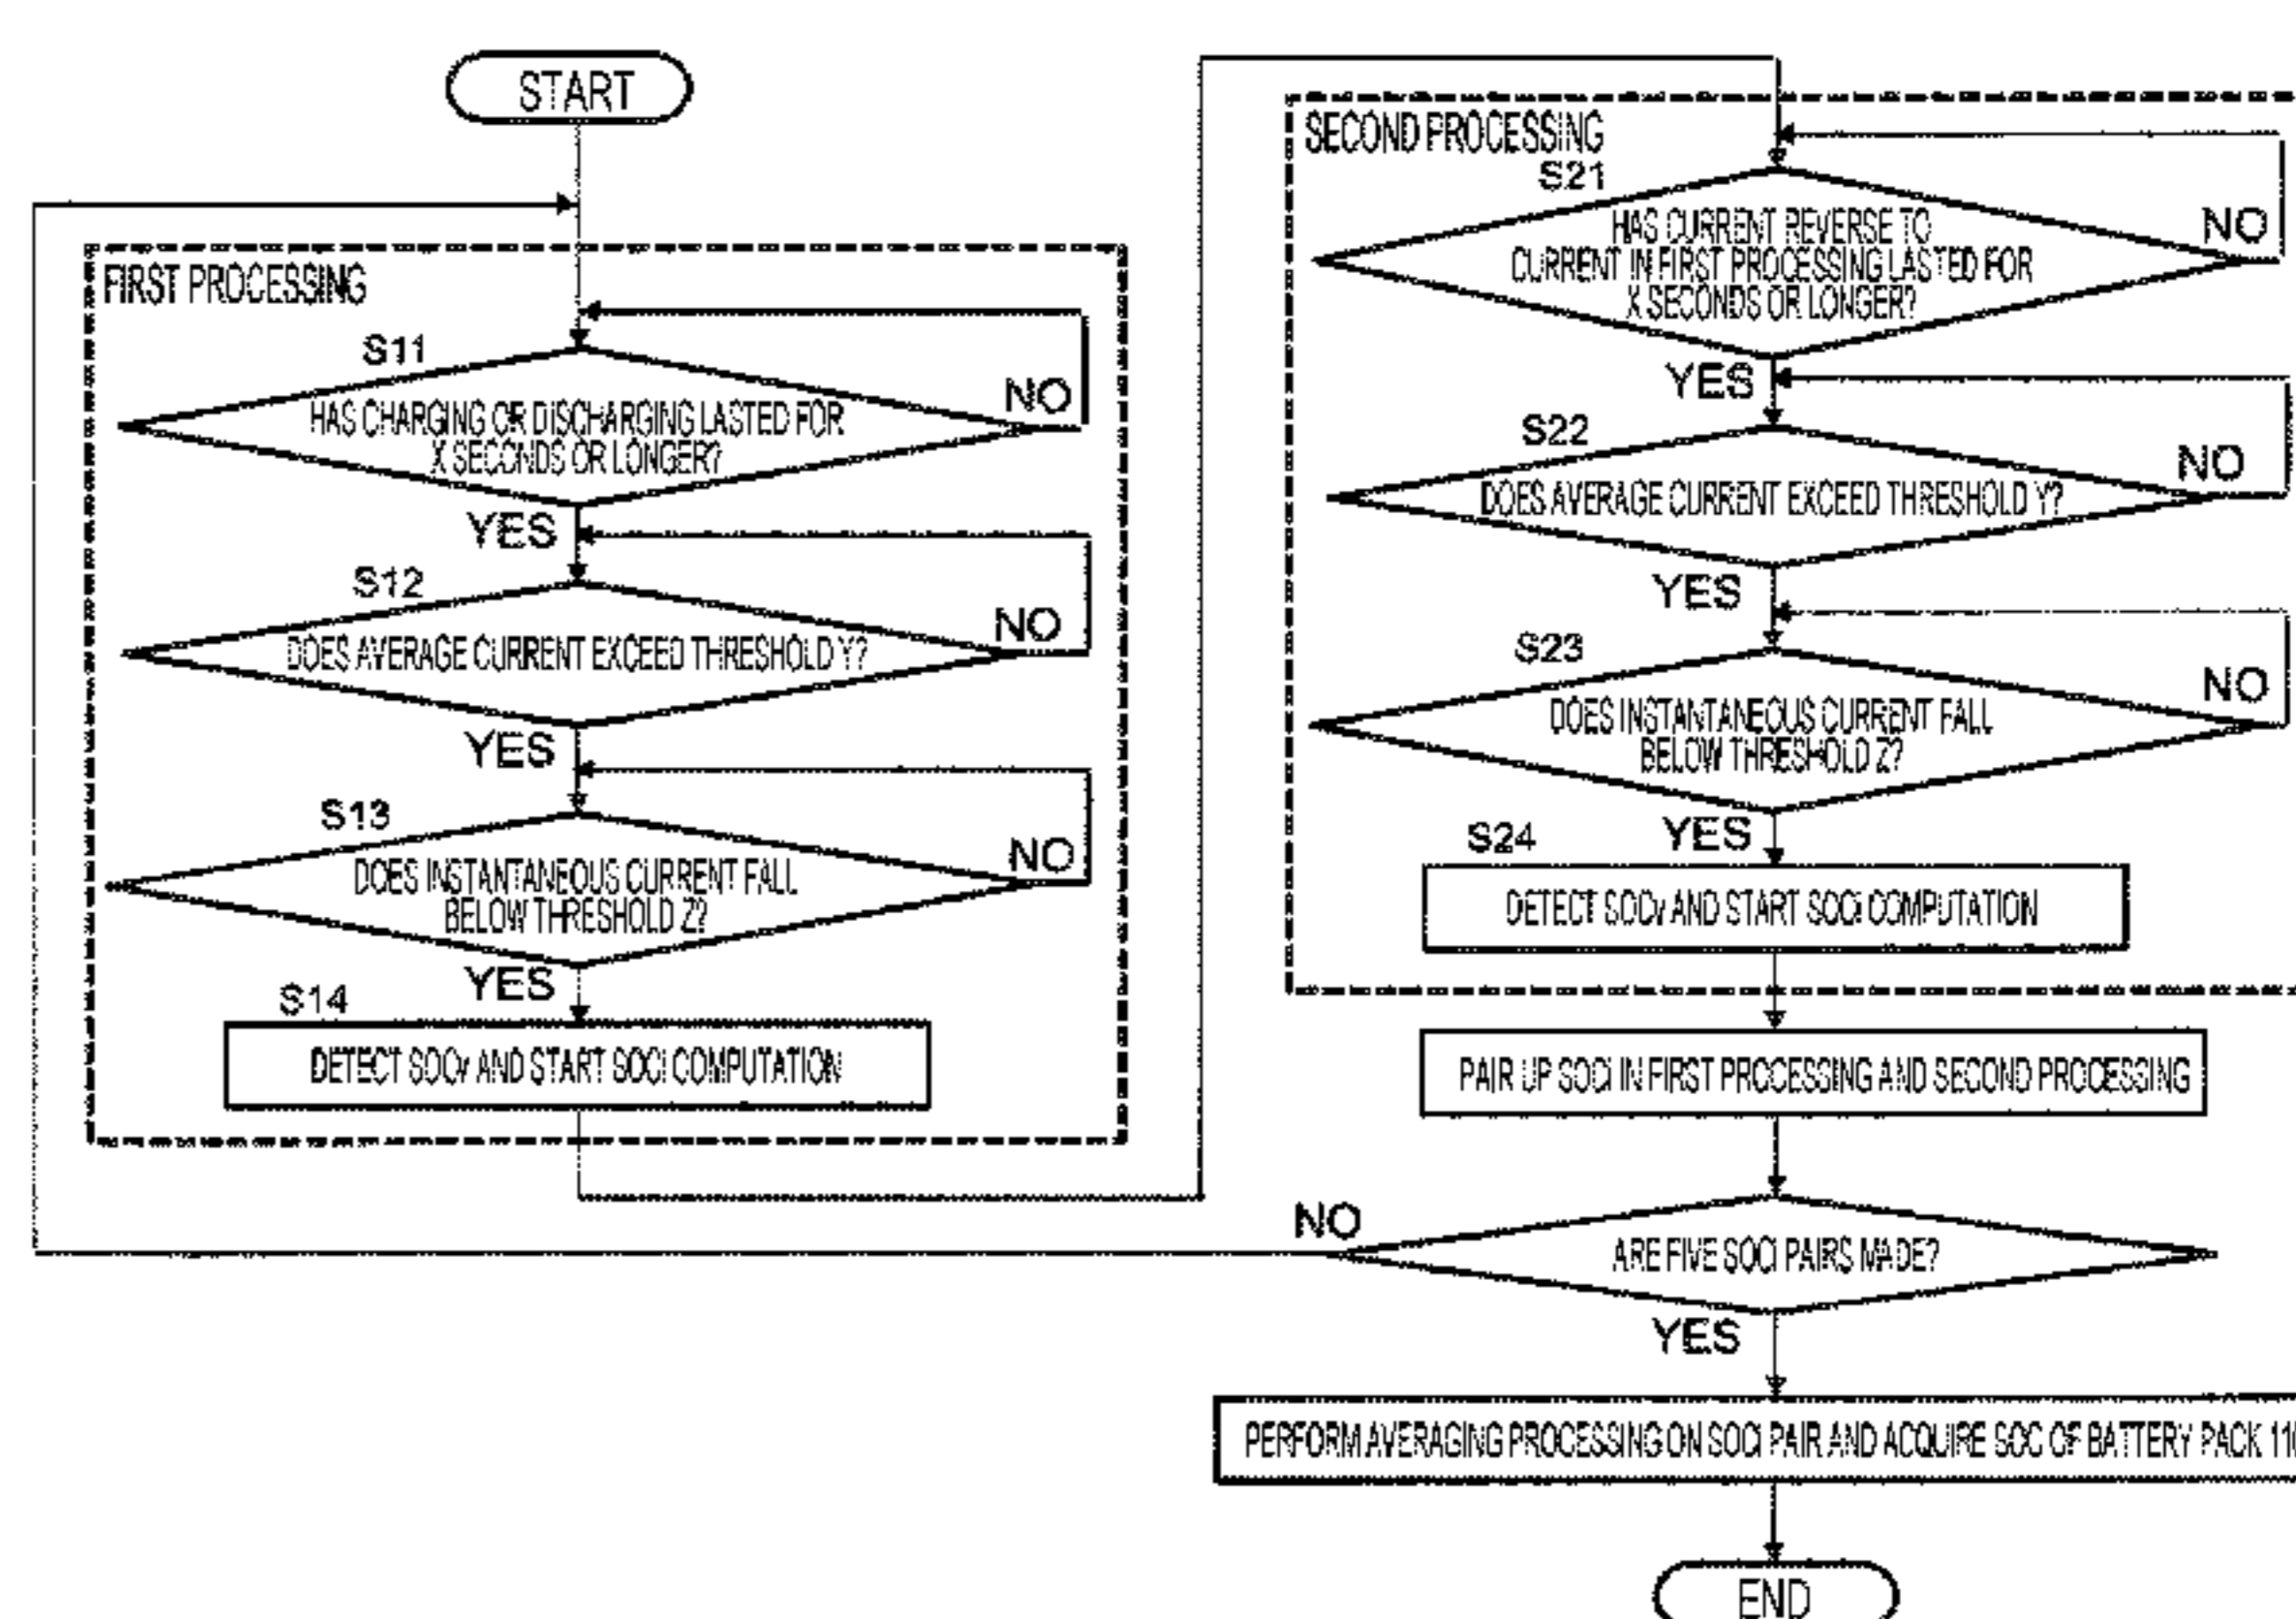 START
FIRST PROCESSING
S11
HAS CHARGING OR DISCHARGING LASTED FOR
X SECONDS OR LONGER?
NO
YES
S12
DOES AVERAGE CURRENT EXCEED THRESHOLD Y?
NO
YES
S13
DOES INSTANTANEOUS CURRENT FALL
BELOW THRESHOLD Z?
NO
YES
S14
DETECT SOCv AND START SOCi COMPUTATION
SECOND PROCESSING
S21
HAS CURRENT REVERSE TO
CURRENT IN FIRST PROCESSING LASTED FOR
X SECONDS OR LONGER?
NO
YES
S22
DOES AVERAGE CURRENT EXCEED THRESHOLD Y?
NO
YES
S23
DOES INSTANTANEOUS CURRENT FALL
BELOW THRESHOLD Z?
NO
YES
S24
DETECT SOCv AND START SOCi COMPUTATION
PAIR UP SOCi IN FIRST PROCESSING AND SECOND PROCESSING
ARE FIVE SOCi PAIRS MADE?
NO
YES
PERFORM AVERAGING PROCESSING ON SOCi PAIR AND ACQUIRE SOC OF BATTERY PACK
END